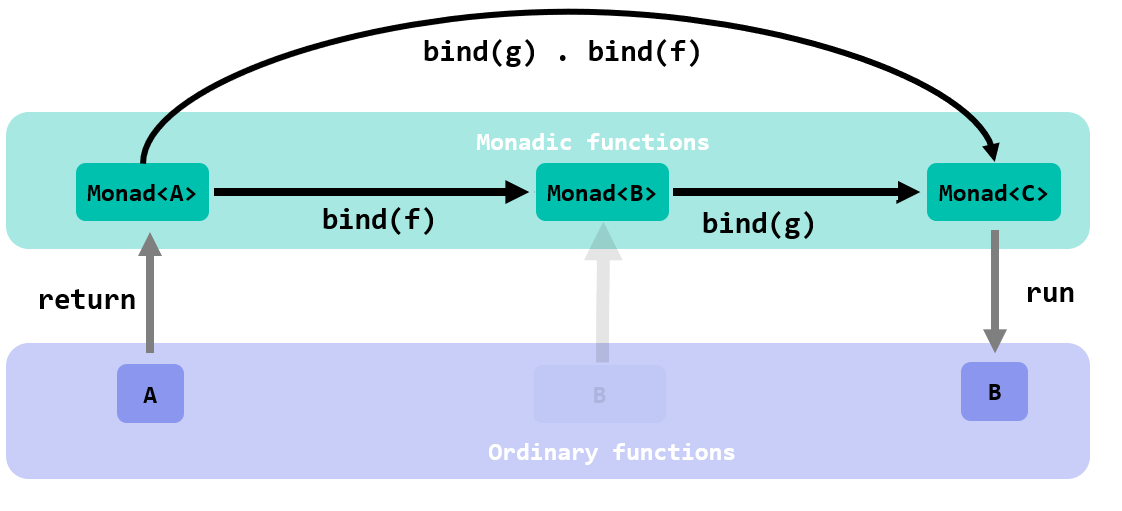 bind(g) . bind(f)
Monadic functions
Monad<A>
Monad<B>
Monad<C>
bind(f)
bind(g)
return
run
A
B
B
Ordinary functions